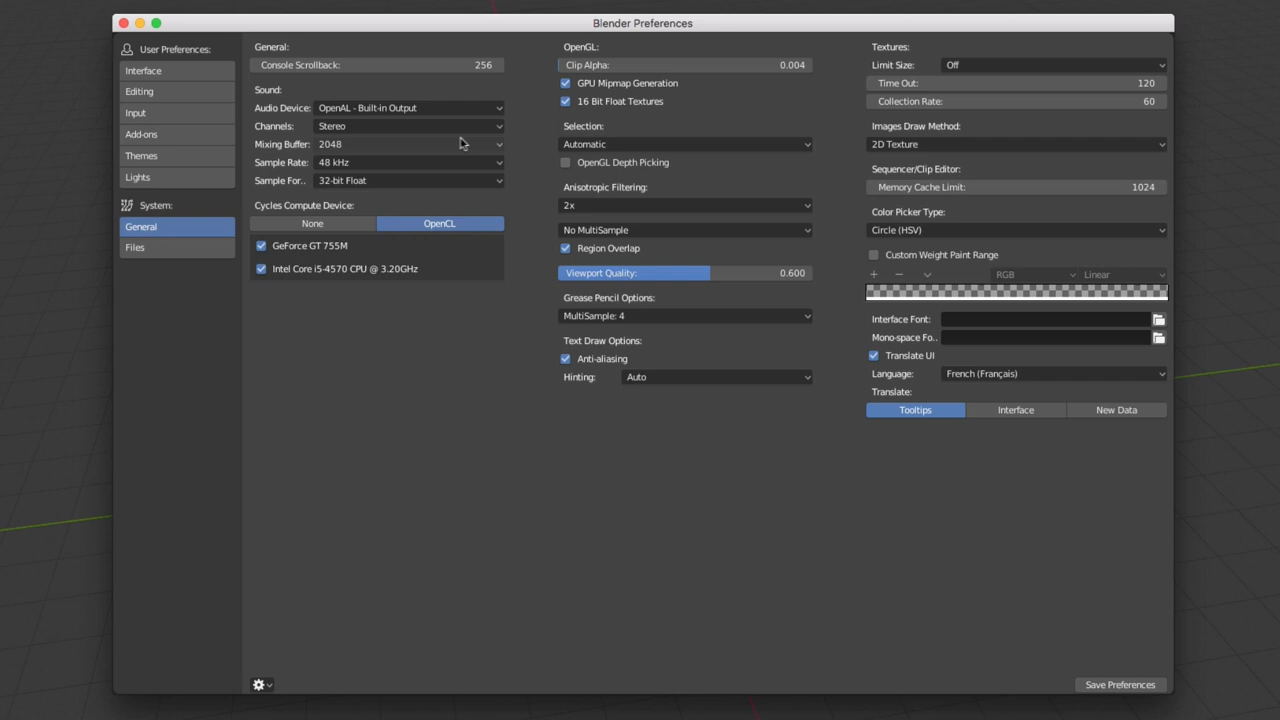 Blender Preferences
User Preferences:
Interface
Editing
Input
Add-ons
Themes
Lights
System:
General
Files
General:
Console Scrollback: 256
Sound:
Audio Device: OpenAL - Built-in Output
Channels: Stereo
Mixing Buffer: 2048
Sample Rate: 48 kHz
Sample For.. 32-bit Float
Cycles Compute Device:
None OpenCL
GeForce GT 755M
Intel Core i5-4570 CPU @ 3.20GHz
OpenGL:
Clip Alpha: 0.004
GPU Mipmap Generation
16 Bit Float Textures
Selection:
Automatic
OpenGL Depth Picking
Anisotropic Filtering:
2x
No MultiSample
Region Overlap
Viewport Quality: 0.600
Grease Pencil Options:
MultiSample: 4
Text Draw Options:
Anti-aliasing
Hinting: Auto
Textures:
Limit Size: Off
Time Out: 120
Collection Rate: 60
Images Draw Method:
2D Texture
Sequencer/Clip Editor:
Memory Cache Limit: 1024
Color Picker Type:
Circle (HSV)
Custom Weight Paint Range
RGB Linear
Interface Font:
Mono-space Fo..
Translate UI
Language: French (Français)
Translate:
Tooltips Interface New Data
Save Preferences